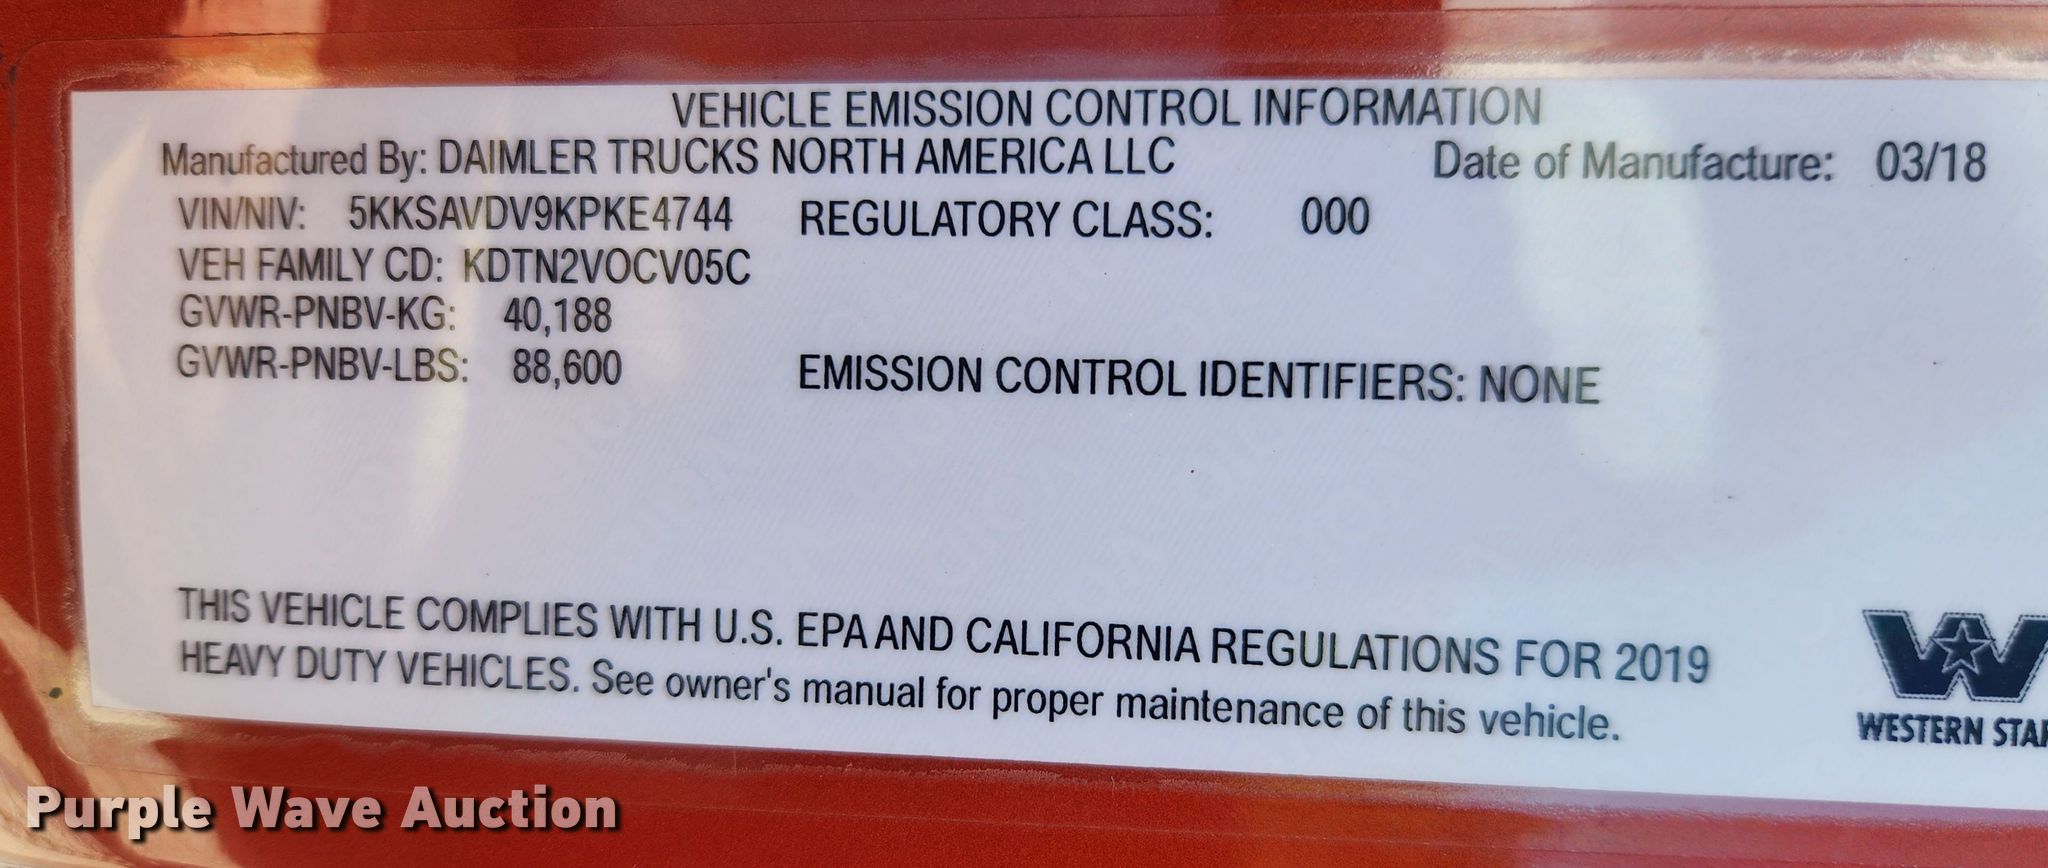 VEHICLE EMISSION CONTROL INFORMATION
Manufactured By: DAIMLER TRUCKS NORTH AMERICA LLC Date of Manufacture: 03/18
VIN/NIV: 5KKSAVDV9KPKE4744 REGULATORY CLASS: 000
VEH FAMILY CD: KDTN2VOCV05C
GVWR-PNBV-KG: 40,188
GVWR-PNBV-LBS: 88,600 EMISSION CONTROL IDENTIFIERS: NONE
THIS VEHICLE COMPLIES WITH U.S. EPA AND CALIFORNIA REGULATIONS FOR 2019
HEAVY DUTY VEHICLES. See owner's manual for proper maintenance of this vehicle.
WESTERN STAR
Purple Wave Auction